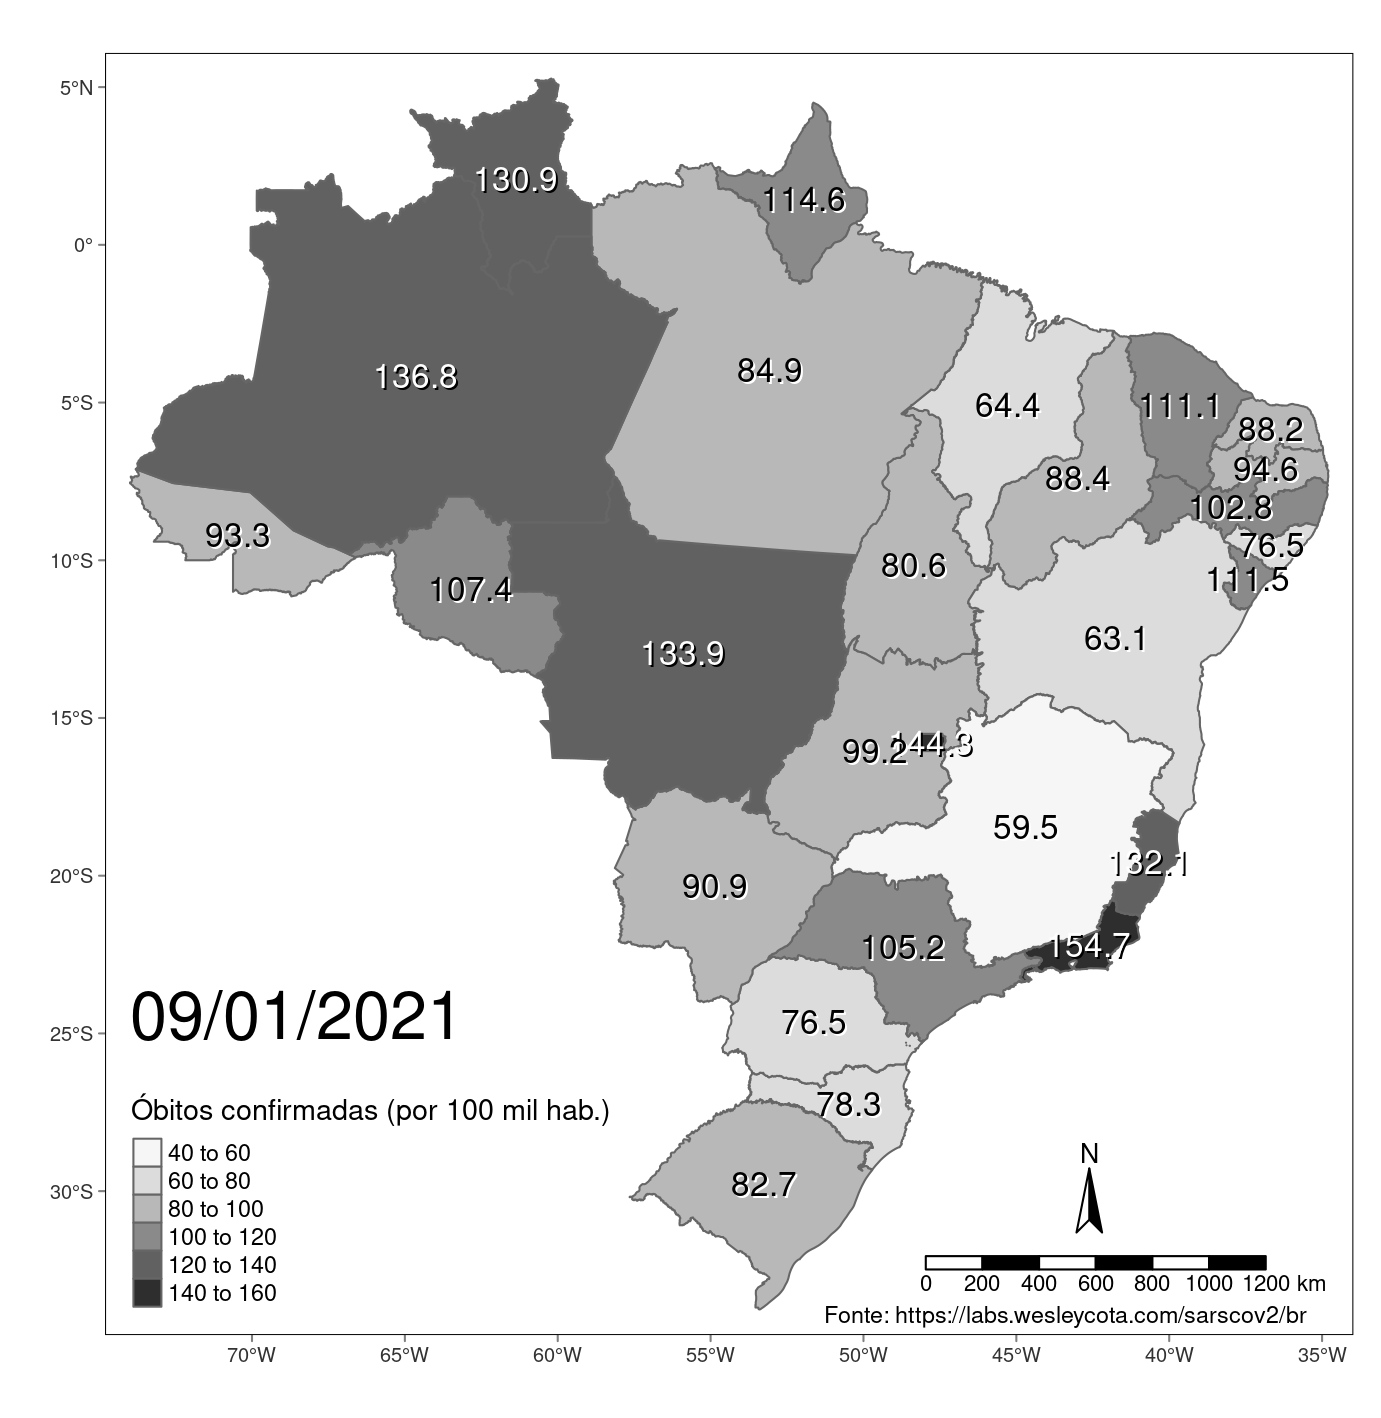 5°N
130.9
114.6
0°
136.8
84.9
5°S
64.4
111.1
88.2
94.6
88.4
102.8
93.3
76.5
10°S
80.6
111.5
107.4
63.1
133.9
15°S
144.3
99.2
59.5
132.1
20°S
90.9
105.2
154.7
09/01/2021
76.5
25°S
78.3
Óbitos confirmadas (por 100 mil hab.)
40 to 60
60 to 80
80 to 100
100 to 120
120 to 140
140 to 160
82.7
30°S
N
0 200 400 600 800 1000 1200 km
Fonte: https://labs.wesleycota.com/sarscov2/br
70°W 65°W 60°W 55°W 50°W 45°W 40°W 35°W